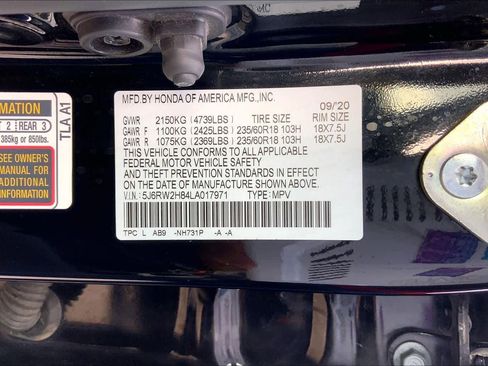 MFD.BY HONDA OF AMERICA MFG.,INC.
09/20
GVWR 2150KG (4739LBS) TIRE SIZE RIM SIZE
GAWR F 1100KG (2425LBS) 235/60R18 103H 18X7.5J
GAWR R 1075KG (2369LBS) 235/60R18 103H 18X7.5J
THIS VEHICLE CONFORMS TO ALL APPLICABLE
FEDERAL MOTOR VEHICLE SAFETY
AND THEFT PREVENTION STANDARDS IN EFFECT
ON THE DATE OF MANUFACTURE SHOWN ABOVE.
V.I.N.: 5J6RW2H84LA017971 TYPE: MPV
TPC L AB9 -NH731P -A -A
MATION
T 2 REAR 3
385kg or 850lbs.
SEE OWNER'S
MANUAL FOR
ADDITIONAL
INFORMATION
TLA A1